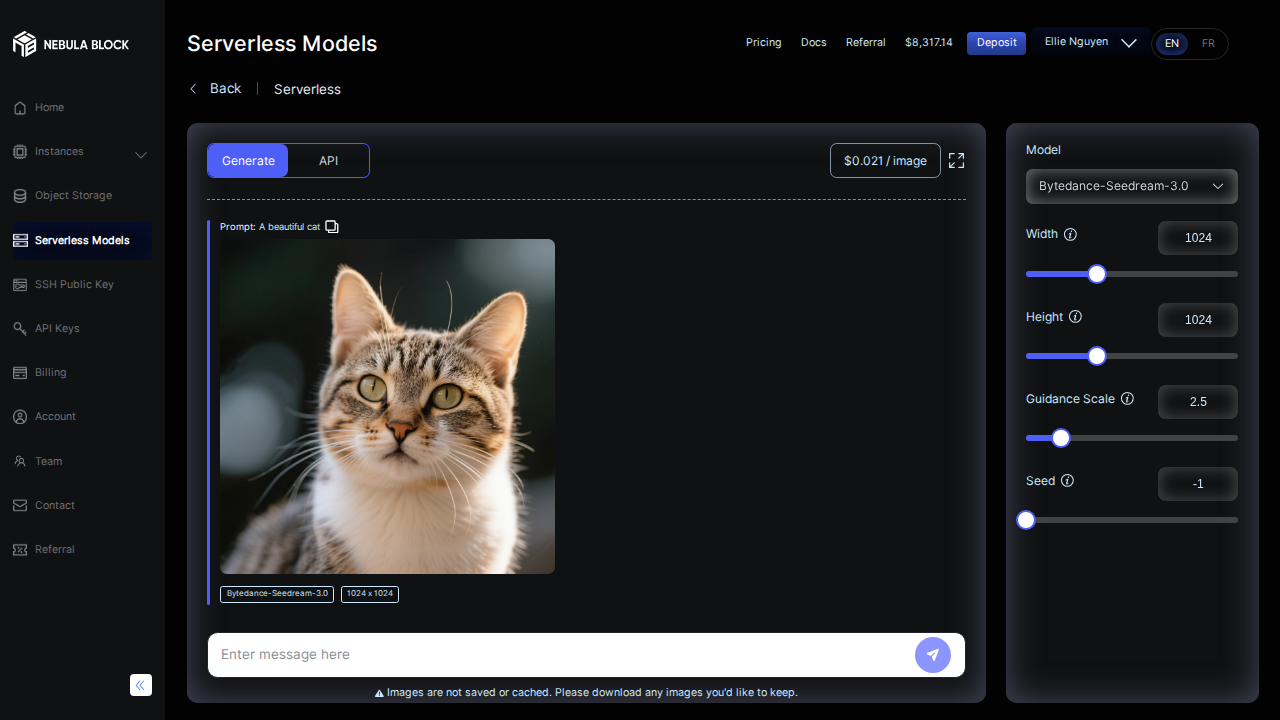 NEBULA BLOCK
Home
Instances
Object Storage
Serverless Models
SSH Public Key
API Keys
Billing
Account
Team
Contact
Referral
Serverless Models
Pricing
Docs
Referral
$8,317.14
Deposit
Ellie Nguyen
EN
FR
Back
Serverless
Generate
API
$0.021 / image
Prompt: A beautiful cat
Bytedance-Seedream-3.0
1024 x 1024
Enter message here
Images are not saved or cached. Please download any images you'd like to keep.
Model
Bytedance-Seedream-3.0
Width
1024
Height
1024
Guidance Scale
2.5
Seed
-1